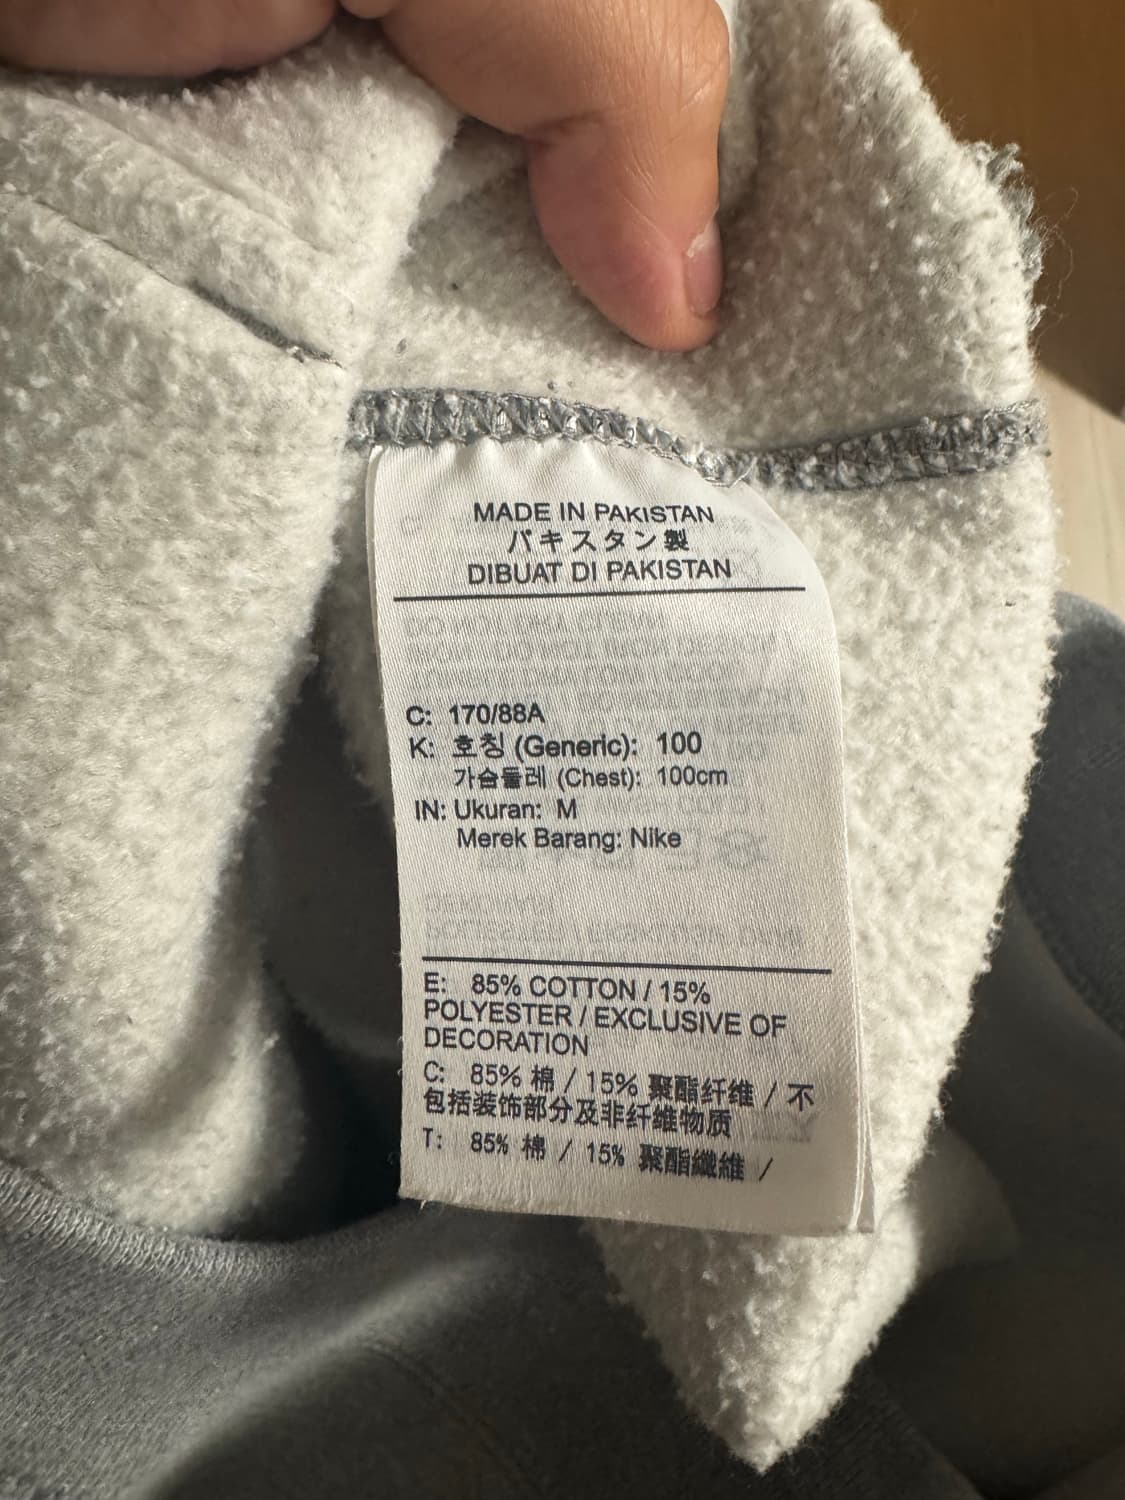 MADE IN PAKISTAN
パキスタン製
DIBUAT DI PAKISTAN
C: 170/88A
K: 호칭 (Generic): 100
가슴둘레 (Chest): 100cm
IN: Ukuran: M
Merek Barang: Nike
E: 85% COTTON / 15%
POLYESTER / EXCLUSIVE OF
DECORATION
C: 85% 棉 / 15% 聚酯纤维 / 不
包括装饰部分及非纤维物质
T: 85% 棉 / 15% 聚酯纖維 /